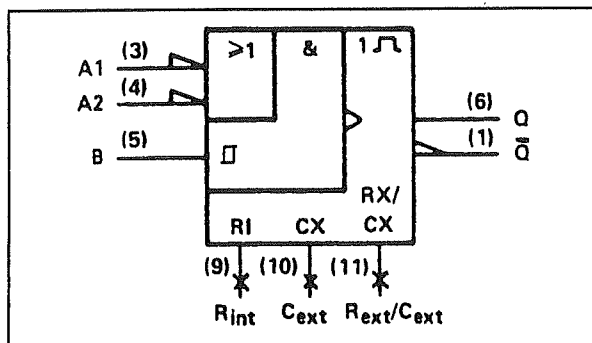 ≥1 & 1⎍
(3)
A1
(4)
A2
(6)
Q
(5)
B
(1)
Q̅
RX/
RI CX CX
(9) (10) (11)
Rint Cext Rext/Cext